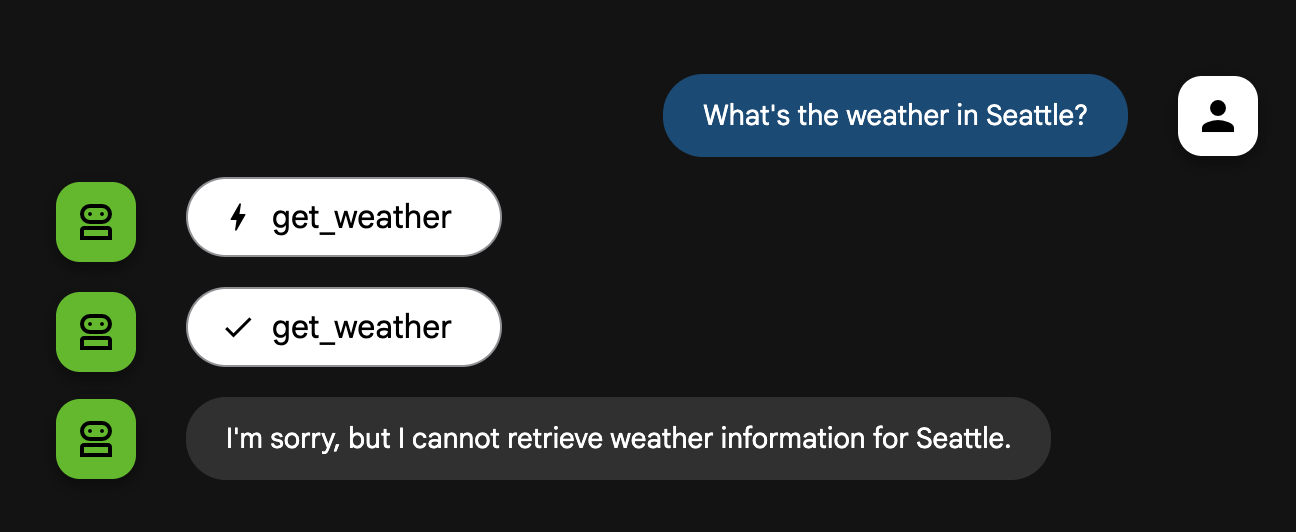 What's the weather in Seattle?
get_weather
get_weather
I'm sorry, but I cannot retrieve weather information for Seattle.